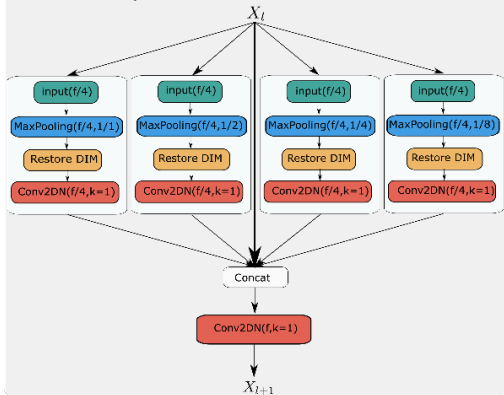 X_l
input(f/4) input(f/4) input(f/4) input(f/4)
MaxPooling(f/4,1/1) MaxPooling(f/4,1/2) MaxPooling(f/4,1/4) MaxPooling(f/4,1/8)
Restore DIM Restore DIM Restore DIM Restore DIM
Conv2DN(f/4,k=1) Conv2DN(f/4,k=1) Conv2DN(f/4,k=1) Conv2DN(f/4,k=1)
Concat
Conv2DN(f,k=1)
X_{l+1}